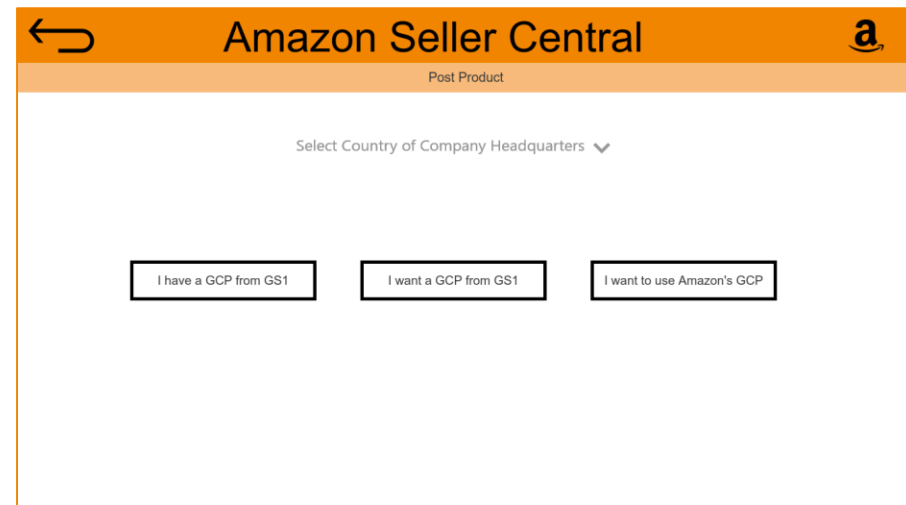 Amazon Seller Central
a
Post Product
Select Country of Company Headquarters
I have a GCP from GS1
I want a GCP from GS1
I want to use Amazon's GCP